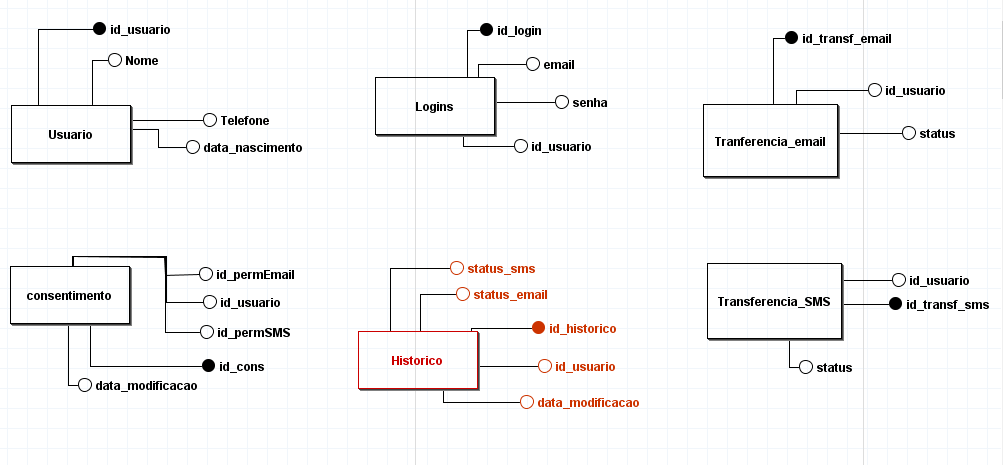 id_usuario
Nome
Usuario
Telefone
data_nascimento
id_login
email
Logins
senha
id_usuario
id_transf_email
id_usuario
Tranferencia_email
status
consentimento
id_permEmail
id_usuario
id_permSMS
id_cons
data_modificacao
status_sms
status_email
id_historico
Historico
id_usuario
data_modificacao
Transferencia_SMS
id_usuario
id_transf_sms
status